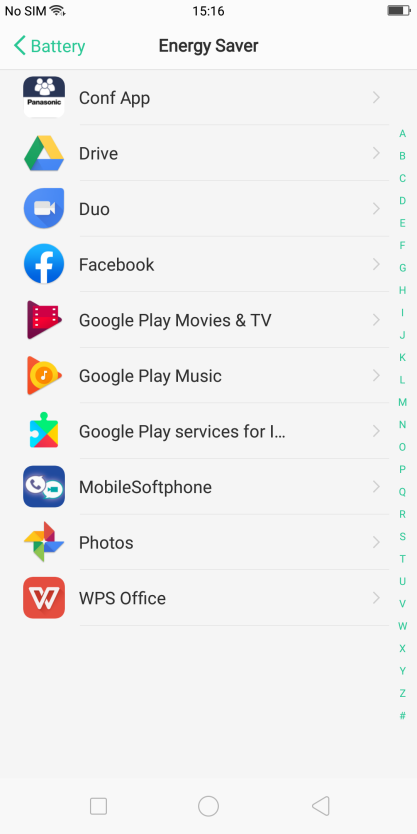 No SIM 15:16
Battery Energy Saver
Panasonic
Conf App
Drive
Duo
Facebook
Google Play Movies & TV
Google Play Music
Google Play services for I...
MobileSoftphone
Photos
WPS Office
A
B
C
D
E
F
G
H
I
J
K
L
M
N
O
P
Q
R
S
T
U
V
W
X
Y
Z
#